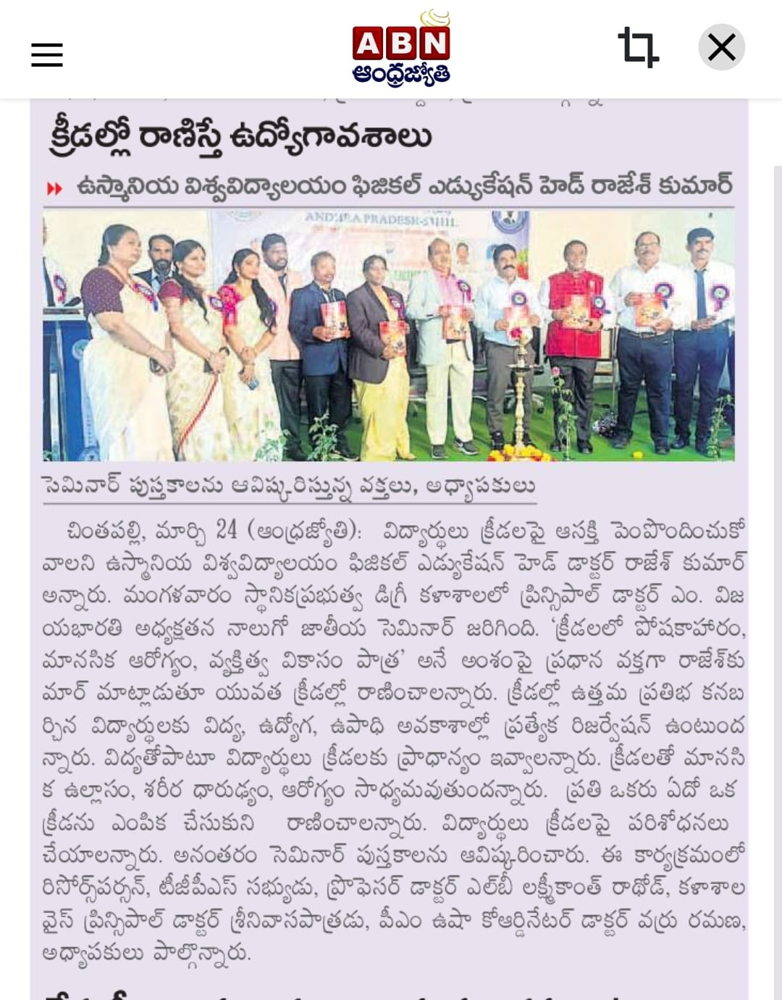 ABN
ఆంధ్రజ్యోతి
క్రీడల్లో రాణిస్తే ఉద్యోగావశాలు
ఉస్మానియ విశ్వవిద్యాలయం ఫిజికల్ ఎడ్యుకేషన్ హెడ్ రాజేశ్ కుమార్
ANDHRA PRADESH-
సెమినార్ పుస్తకాలను ఆవిష్కరిస్తున్న వక్తలు, అధ్యాపకులు
చింతపల్లి, మార్చి 24 (ఆంధ్రజ్యోతి): విద్యార్థులు క్రీడలపై ఆసక్తి పెంపొందించుకో
వాలని ఉస్మానియ విశ్వవిద్యాలయం ఫిజికల్ ఎడ్యుకేషన్ హెడ్ డాక్టర్ రాజేశ్ కుమార్
అన్నారు. మంగళవారం స్థానికప్రభుత్వ డిగ్రీ కళాశాలలో ప్రిన్సిపాల్ డాక్టర్ ఎం. విజ
యభారతి అధ్యక్షతన నాలుగో జాతీయ సెమినార్ జరిగింది. ‘క్రీడలలో పోషకాహారం,
మానసిక ఆరోగ్యం, వ్యక్తిత్వ వికాసం పాత్ర’ అనే అంశంపై ప్రధాన వక్తగా రాజేశ్‌కు
మార్ మాట్లాడుతూ యువత క్రీడల్లో రాణించాలన్నారు. క్రీడల్లో ఉత్తమ ప్రతిభ కనబ
ర్చిన విద్యార్థులకు విద్య, ఉద్యోగ, ఉపాధి అవకాశాల్లో ప్రత్యేక రిజర్వేషన్ ఉంటుంద
న్నారు. విద్యతోపాటూ విద్యార్థులు క్రీడలకు ప్రాధాన్యం ఇవ్వాలన్నారు. క్రీడలతో మానసి
క ఉల్లాసం, శరీర ధారుఢ్యం, ఆరోగ్యం సాధ్యమవుతుందన్నారు. ప్రతి ఒకరు ఏదో ఒక
క్రీడను ఎంపిక చేసుకుని రాణించాలన్నారు. విద్యార్థులు క్రీడలపై పరిశోధనలు
చేయాలన్నారు. అనంతరం సెమినార్ పుస్తకాలను ఆవిష్కరించారు. ఈ కార్యక్రమంలో
రిసోర్స్‌పర్సన్, టీజీపీఎస్ సభ్యుడు, ప్రొఫెసర్ డాక్టర్ ఎల్‌బీ లక్ష్మీకాంత్ రాథోడ్, కళాశాల
వైస్ ప్రిన్సిపాల్ డాక్టర్ శ్రీనివాసపాత్రడు, పీఎం ఉషా కోఆర్డినేటర్ డాక్టర్ వర్రు రమణ,
అధ్యాపకులు పాల్గొన్నారు.